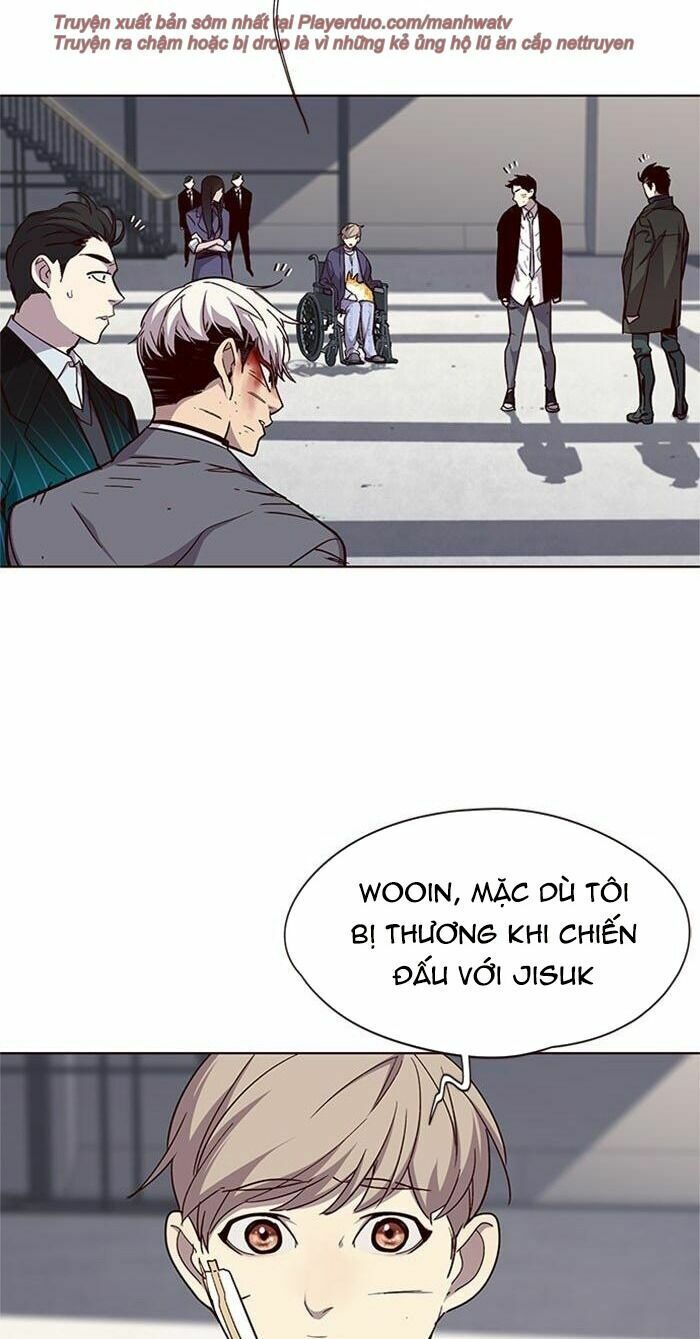 Truyện xuất bản sớm nhất tại Playerduo.com/manhwatv
Truyện ra chậm hoặc bị drop là vì những kẻ ủng hộ lũ ăn cắp nettruyen
WOOIN, MẶC DÙ TÔI
BỊ THƯƠNG KHI CHIẾN
ĐẤU VỚI JISUK